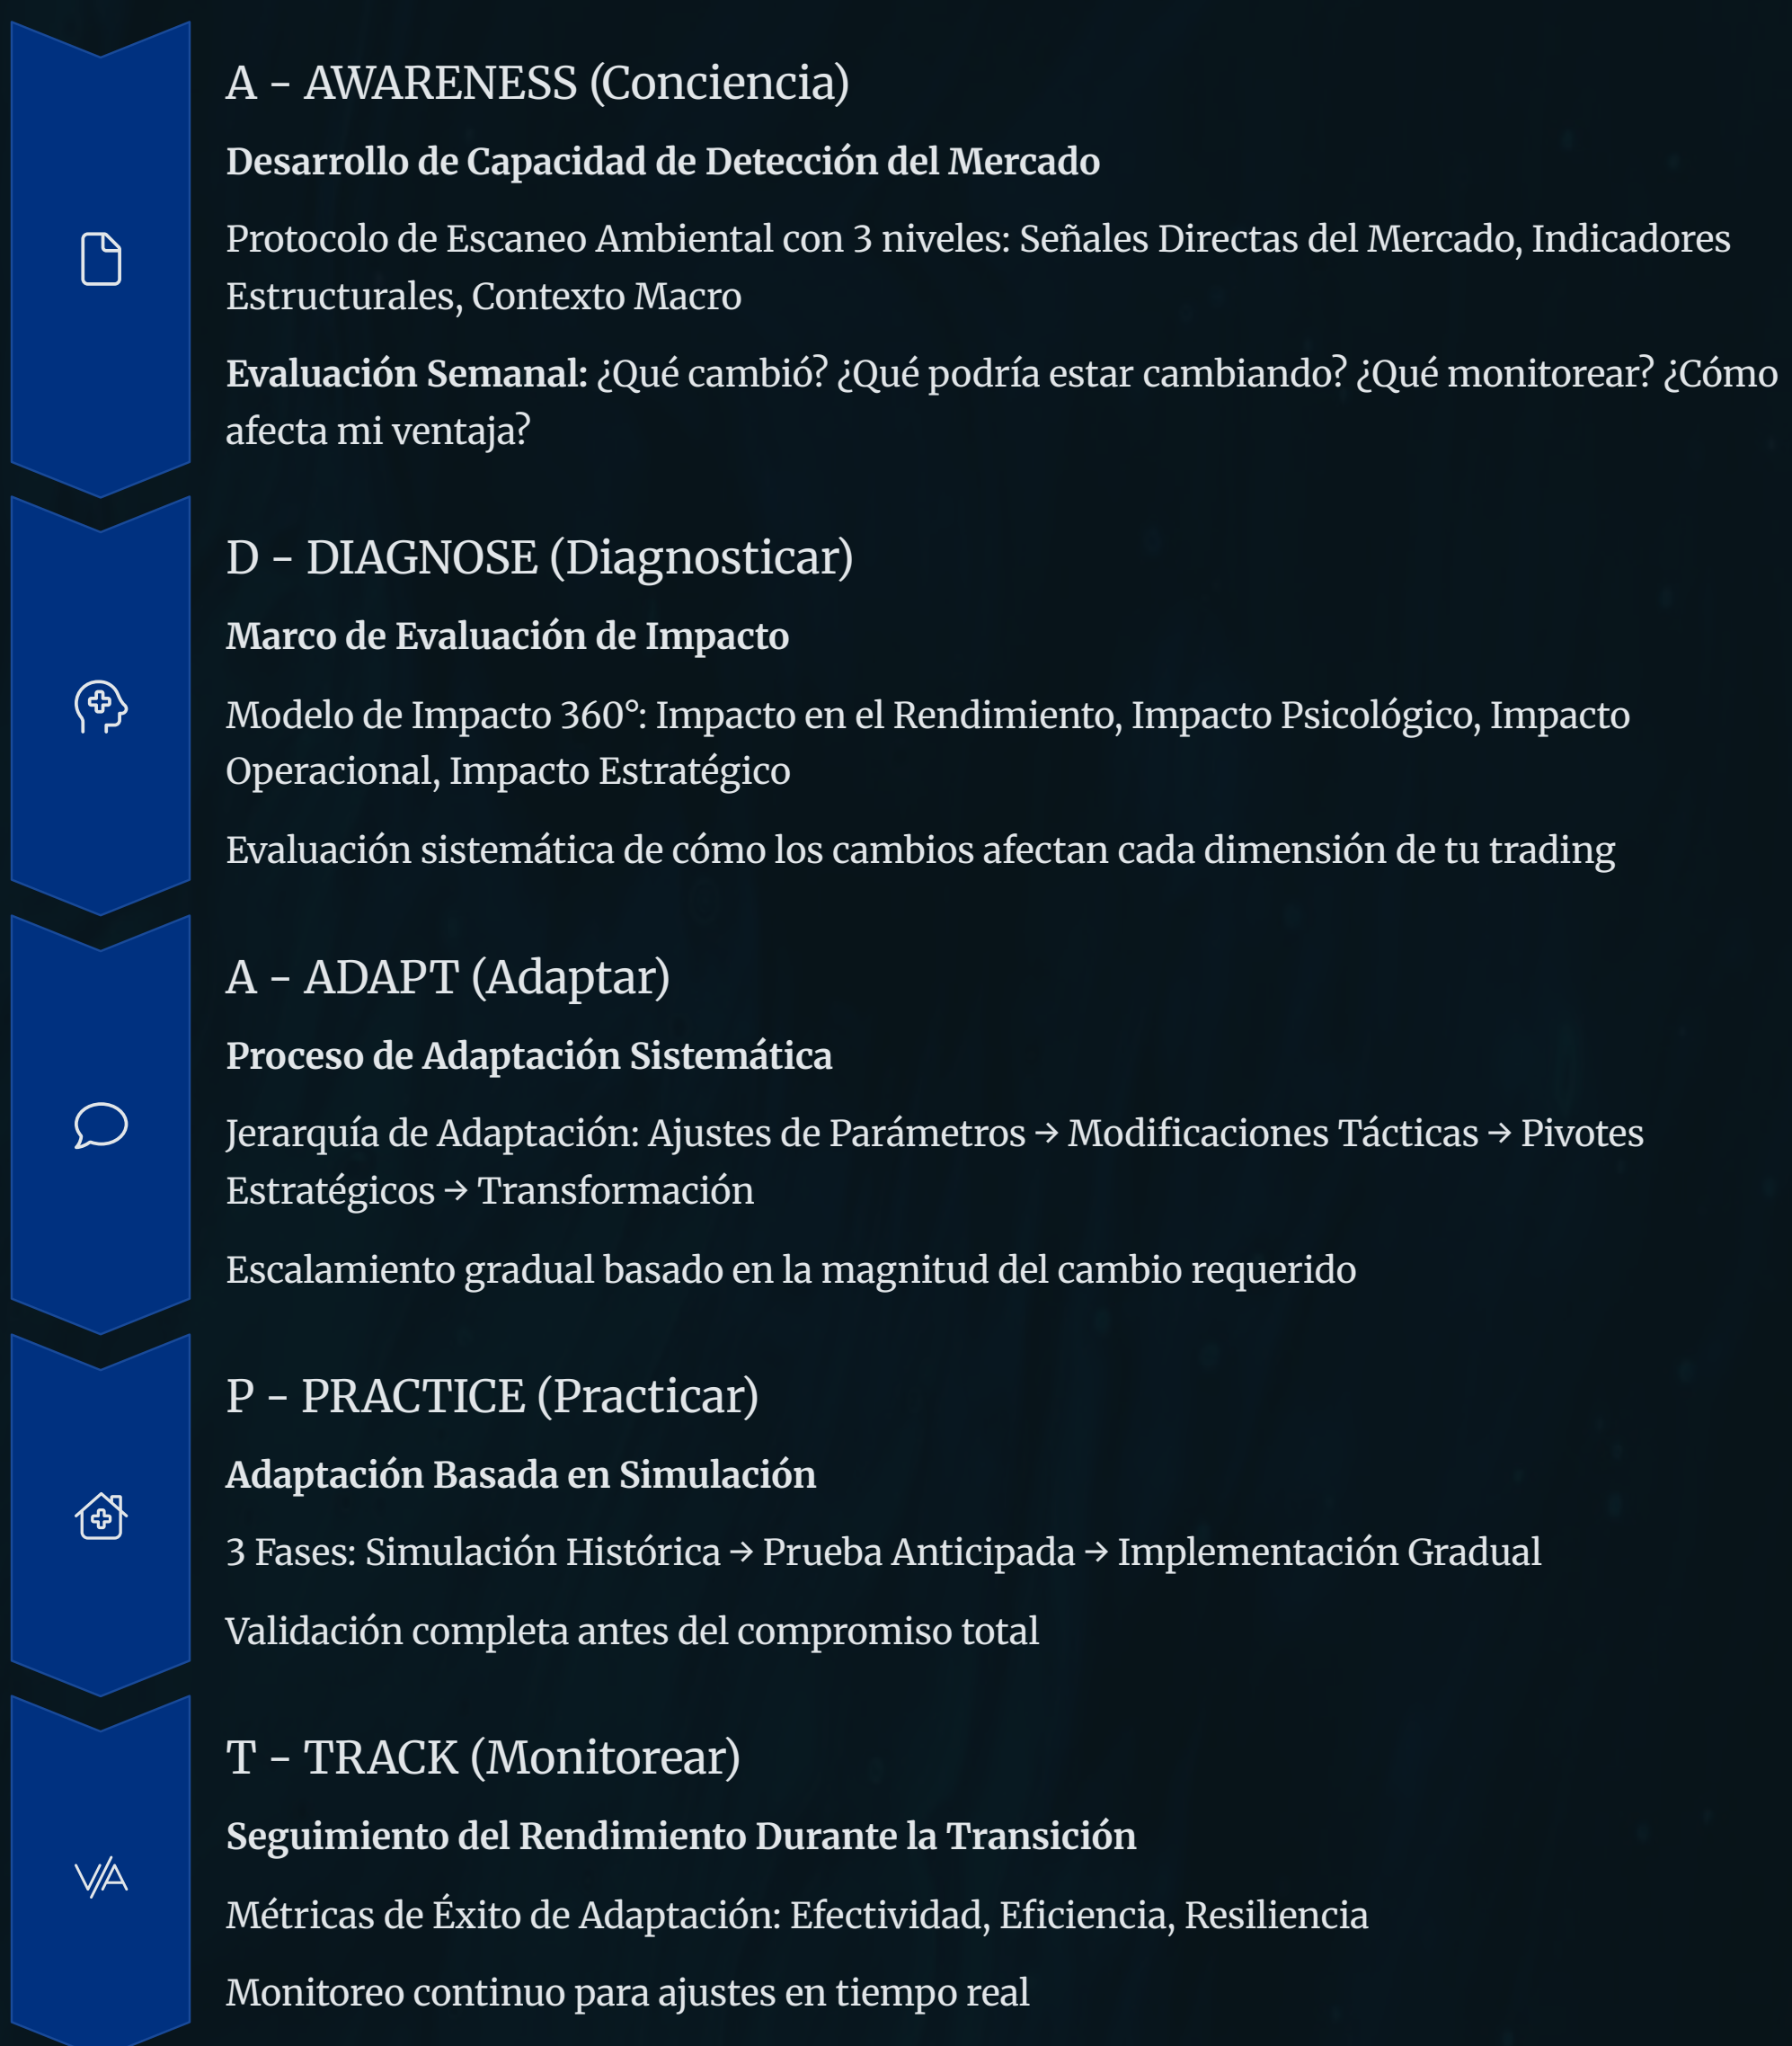 A – AWARENESS (Conciencia)
Desarrollo de Capacidad de Detección del Mercado
Protocolo de Escaneo Ambiental con 3 niveles: Señales Directas del Mercado, Indicadores
Estructurales, Contexto Macro
Evaluación Semanal: ¿Qué cambió? ¿Qué podría estar cambiando? ¿Qué monitorear? ¿Cómo
afecta mi ventaja?
D – DIAGNOSE (Diagnosticar)
Marco de Evaluación de Impacto
Modelo de Impacto 360°: Impacto en el Rendimiento, Impacto Psicológico, Impacto
Operacional, Impacto Estratégico
Evaluación sistemática de cómo los cambios afectan cada dimensión de tu trading
A – ADAPT (Adaptar)
Proceso de Adaptación Sistemática
Jerarquía de Adaptación: Ajustes de Parámetros → Modificaciones Tácticas → Pivotes
Estratégicos → Transformación
Escalamiento gradual basado en la magnitud del cambio requerido
P – PRACTICE (Practicar)
Adaptación Basada en Simulación
3 Fases: Simulación Histórica → Prueba Anticipada → Implementación Gradual
Validación completa antes del compromiso total
T – TRACK (Monitorear)
Seguimiento del Rendimiento Durante la Transición
Métricas de Éxito de Adaptación: Efectividad, Eficiencia, Resiliencia
Monitoreo continuo para ajustes en tiempo real